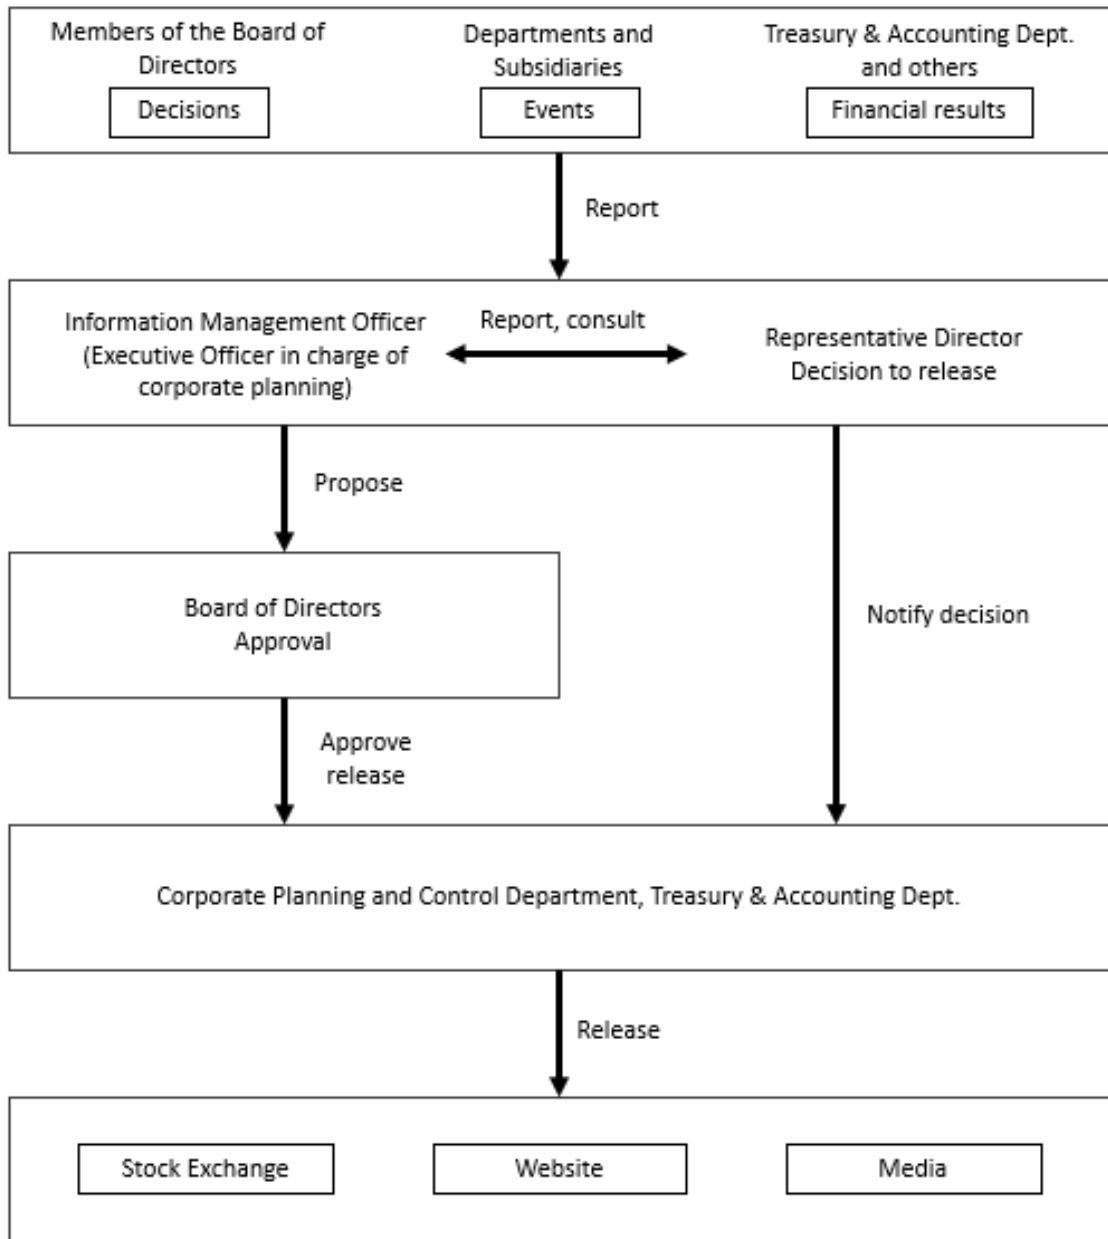 Members of the Board of
Directors
Decisions
Departments and
Subsidiaries
Events
Treasury & Accounting Dept.
and others
Financial results
Report
Information Management Officer
(Executive Officer in charge of
corporate planning)
Report, consult
Representative Director
Decision to release
Propose
Board of Directors
Approval
Notify decision
Approve
release
Corporate Planning and Control Department, Treasury & Accounting Dept.
Release
Stock Exchange
Website
Media